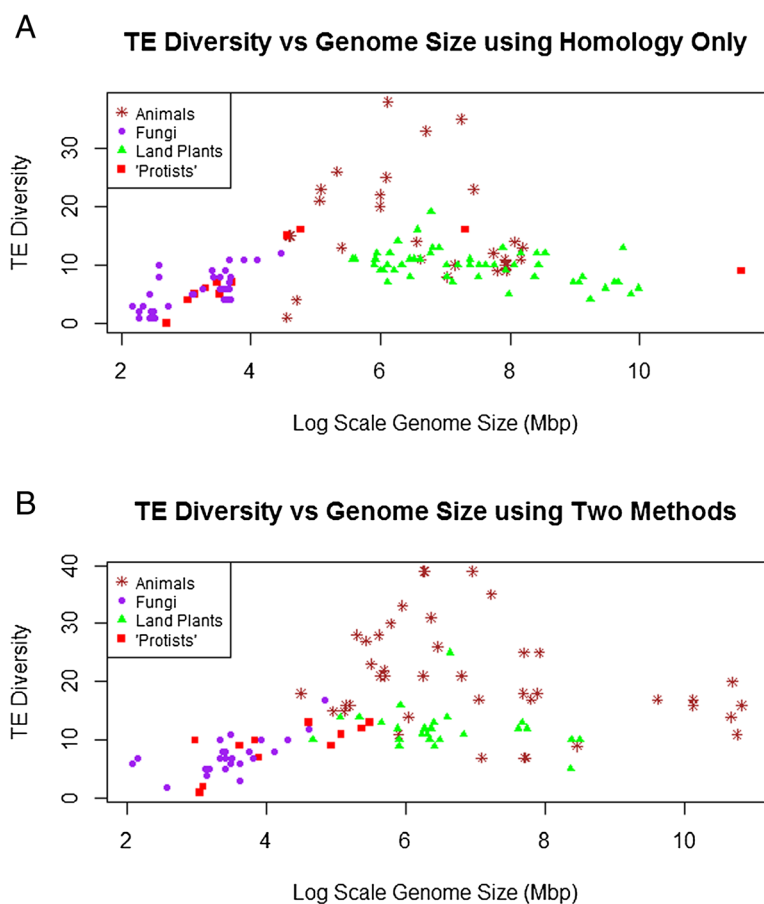 A
TE Diversity vs Genome Size using Homology Only
Animals
Fungi
Land Plants
'Protists'
TE Diversity
0
10
20
30
2 4 6 8 10
Log Scale Genome Size (Mbp)
B
TE Diversity vs Genome Size using Two Methods
Animals
Fungi
Land Plants
'Protists'
TE Diversity
0
10
20
30
40
2 4 6 8 10
Log Scale Genome Size (Mbp)